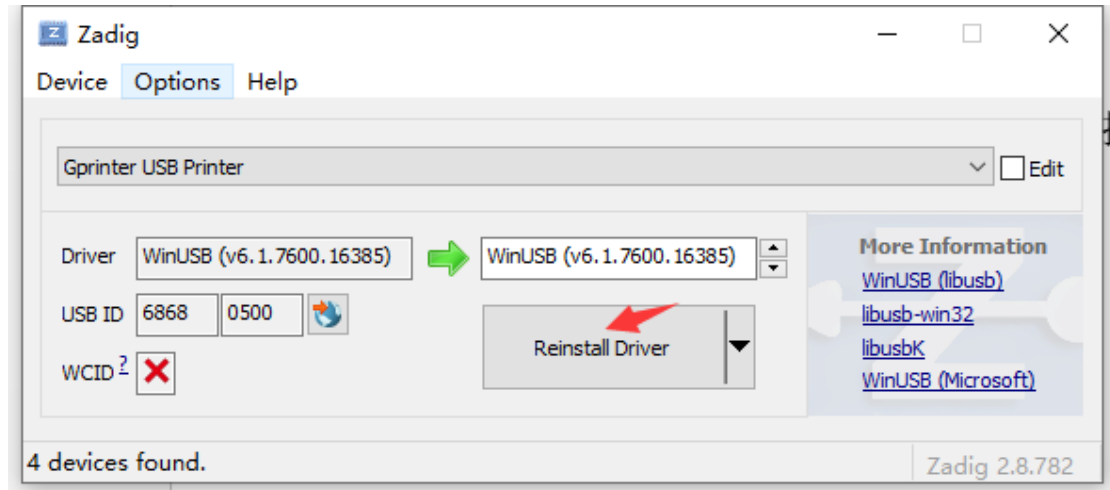 Zadig
Device Options Help
Gprinter USB Printer Edit
Driver WinUSB (v6.1.7600.16385) WinUSB (v6.1.7600.16385)
USB ID 6868 0500
WCID ?
Reinstall Driver
More Information
WinUSB (libusb)
libusb-win32
libusbK
WinUSB (Microsoft)
4 devices found.
Zadig 2.8.782